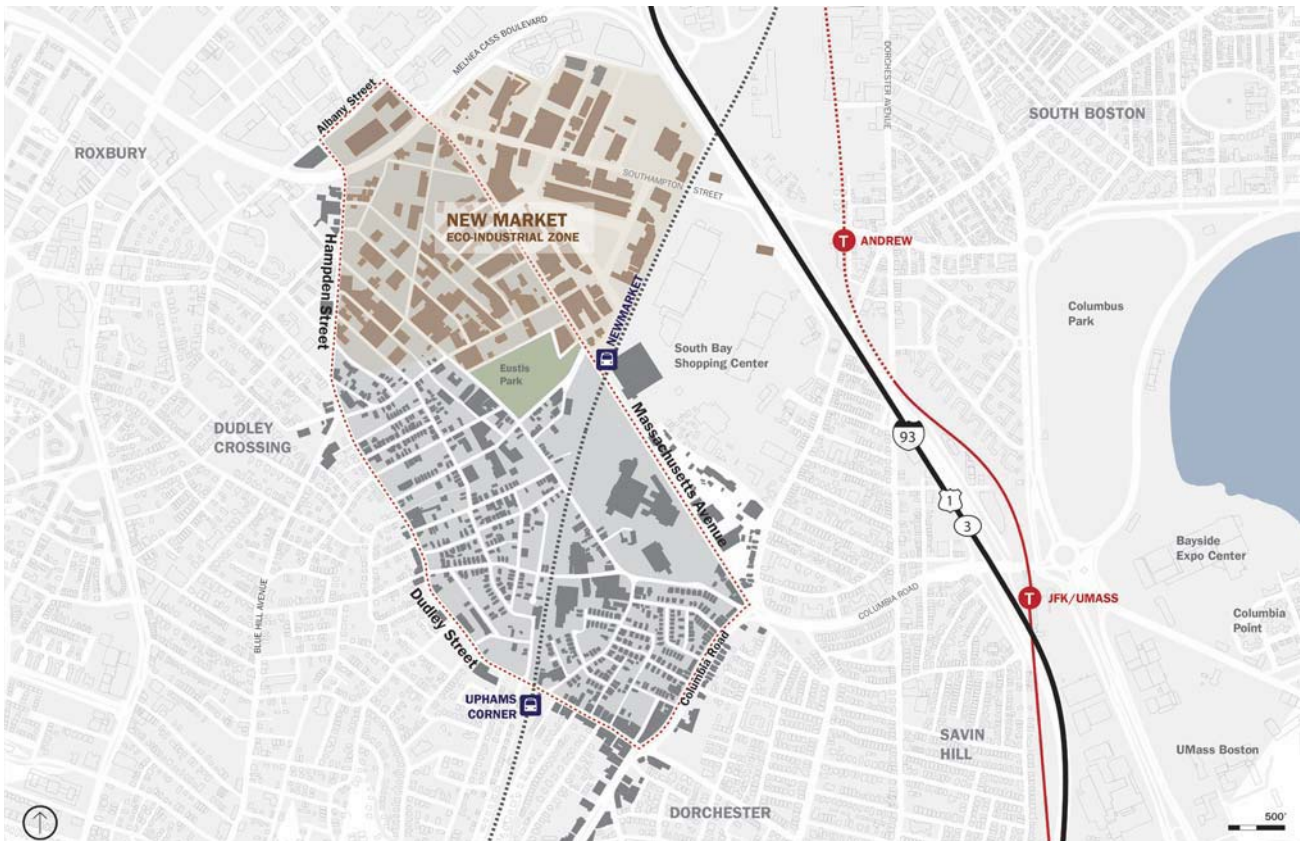 MELNEA CASS BOULEVARD
DORCHESTER AVENUE
Albany Street
SOUTH BOSTON
ROXBURY
SOUTHAMPTON STREET
NEW MARKET
ECO-INDUSTRIAL ZONE
T ANDREW
Hampden Street
NEWMARKET
Columbus
Park
South Bay
Shopping Center
Eustis
Park
DUDLEY
CROSSING
Massachusetts Avenue
93
1
3
Bayside
Expo Center
BLUE HILL AVENUE
Dudley Street
COLUMBIA ROAD
T JFK/UMASS
Columbia
Point
Columbia Road
UPHAMS
CORNER
SAVIN
HILL
UMass Boston
DORCHESTER
500'